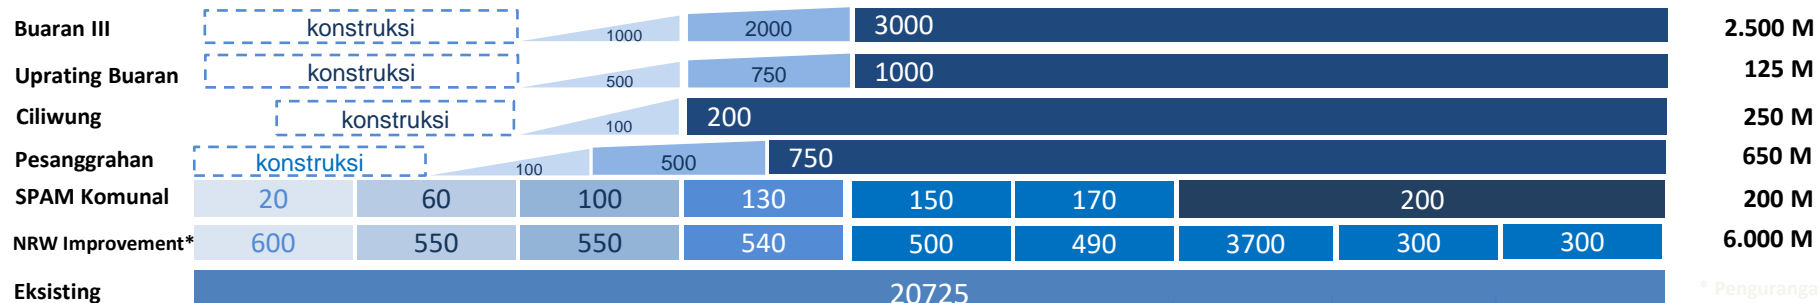 Buaran III konstruksi 1000 2000 3000 2.500 M
Uprating Buaran konstruksi 500 750 1000 125 M
Ciliwung konstruksi 100 200 250 M
Pesanggrahan konstruksi 100 500 750 650 M
SPAM Komunal 20 60 100 130 150 170 200 200 M
NRW Improvement* 600 550 550 540 500 490 3700 300 300 6.000 M
Eksisting 20725 * Penguranga